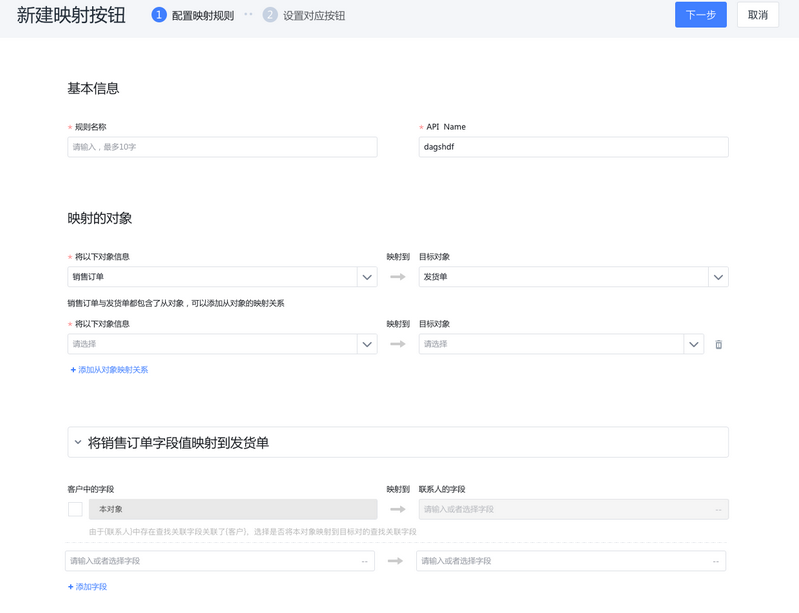 新建映射按钮 1 配置映射规则 -- 2 设置对应按钮 下一步 取消
基本信息
* 规则名称 * API Name
请输入，最多10字 dagshdf
映射的对象
* 将以下对象信息 映射到 目标对象
销售订单 发货单
销售订单与发货单都包含了从对象，可以添加从对象的映射关系
* 将以下对象信息 映射到 目标对象
请选择 请选择
+ 添加从对象映射关系
将销售订单字段值映射到发货单
客户中的字段 映射到 联系人的字段
本对象 请输入或者选择字段 ...
由于{联系人}中存在查找关联字段关联了{客户}，选择是否将本对象映射到目标对的查找关联字段
请输入或者选择字段 ... 请输入或者选择字段 ...
+ 添加字段